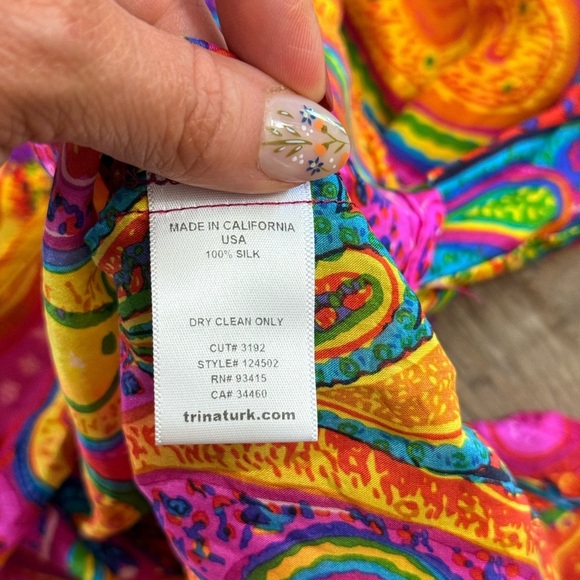 MADE IN CALIFORNIA
USA
100% SILK
DRY CLEAN ONLY
CUT# 3192
STYLE# 124502
RN# 93415
CA# 34460
trinaturk.com